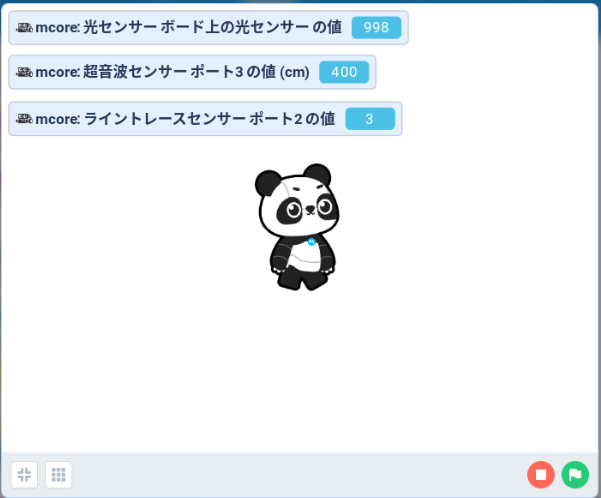 mcore: 光センサー ボード上の光センサー の値 998
mcore: 超音波センサー ポート3 の値 (cm) 400
mcore: ライントレースセンサー ポート2 の値 3